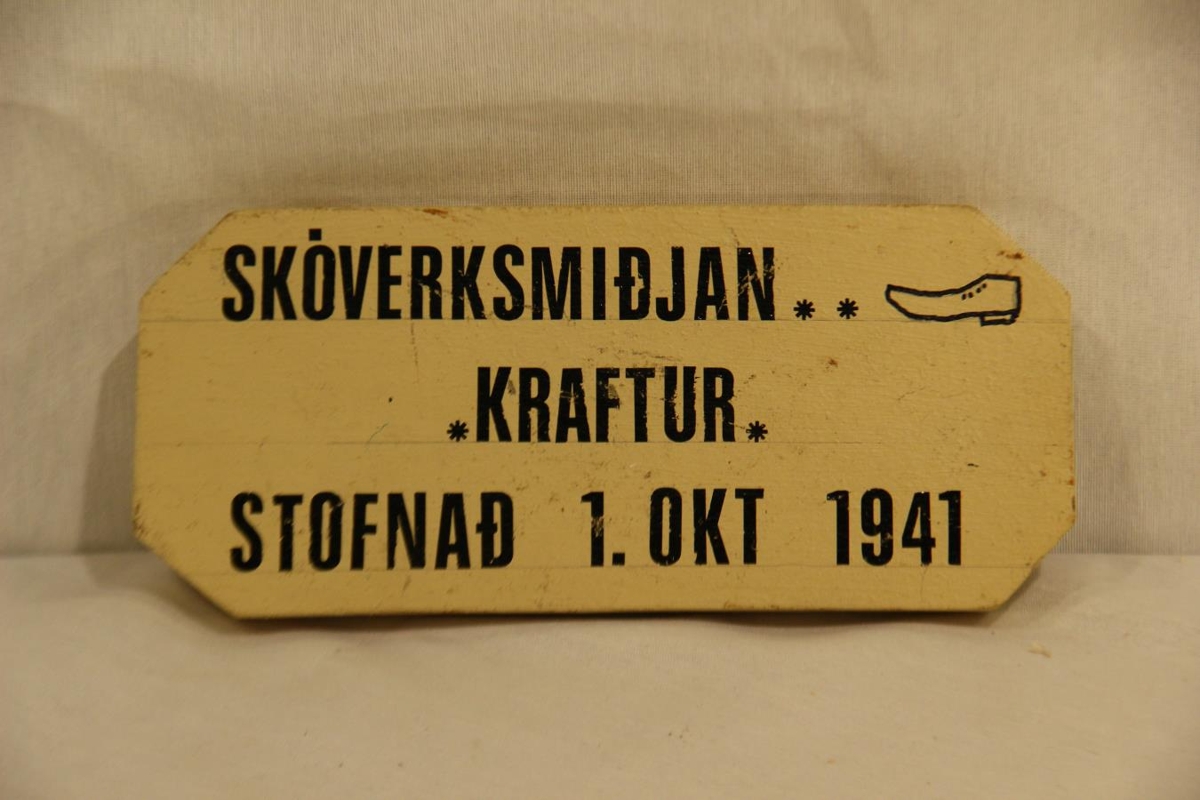 SKÓVERKSMIÐJAN * *
*KRAFTUR*
STOFNAÐ 1. OKT 1941